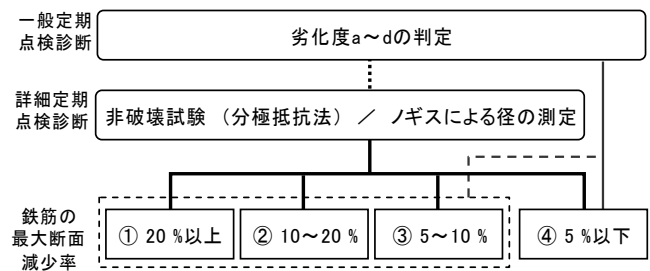 一般定期
点検診断
劣化度a～dの判定
詳細定期
点検診断
非破壊試験 （分極抵抗法） ／ ノギスによる径の測定
鉄筋の
最大断面
減少率
① 20 %以上
② 10～20 %
③ 5～10 %
④ 5 %以下